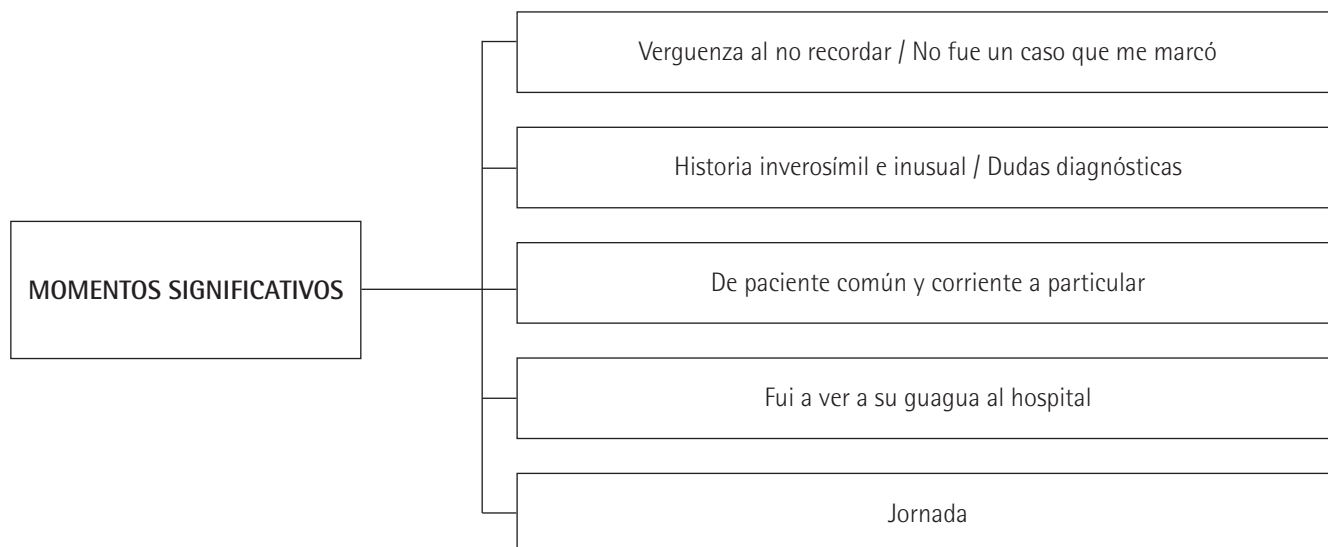 Verguenza al no recordar / No fue un caso que me marcó
Historia inverosímil e inusual / Dudas diagnósticas
MOMENTOS SIGNIFICATIVOS
De paciente común y corriente a particular
Fui a ver a su guagua al hospital
Jornada